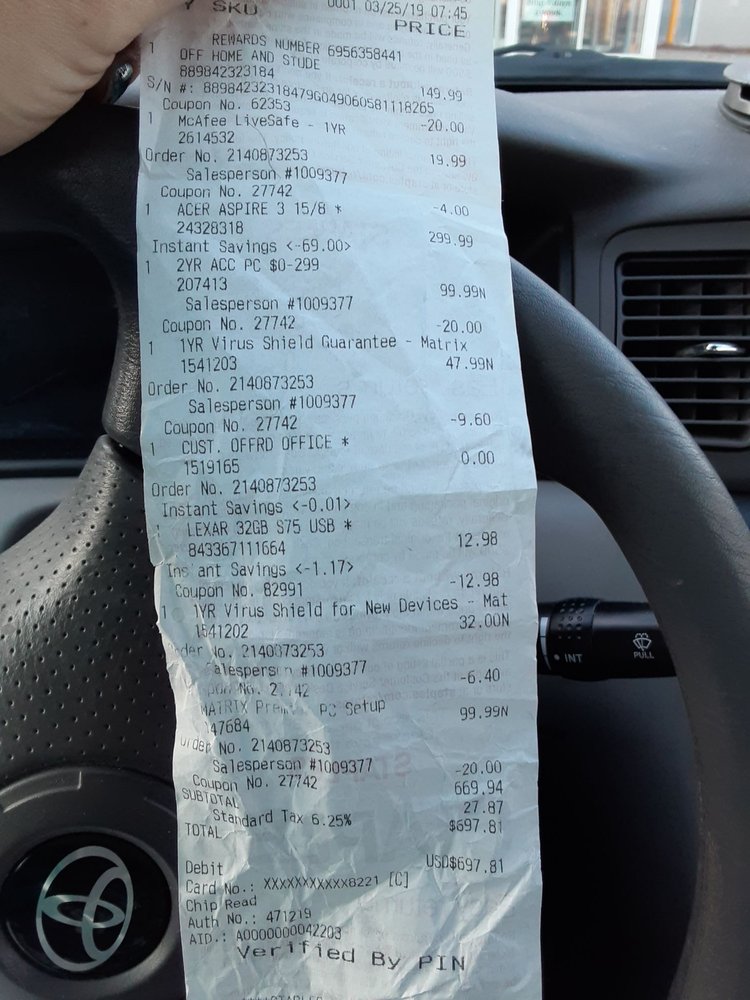 Y SKU 0001 03/25/19 07:45
PRICE
REWARDS NUMBER 6956358441
1 OFF HOME AND STUDE
889842323184 149.99
S/N #: 88984232318479G049060581118265
Coupon No. 62353 -20.00
1 McAfee LiveSafe - 1YR
2614532 19.99
Order No. 2140873253
Salesperson #1009377
Coupon No. 27742 -4.00
1 ACER ASPIRE 3 15/8 *
24328318 299.99
Instant Savings <-69.00>
1 2YR ACC PC $0-299
207413 99.99N
Salesperson #1009377
Coupon No. 27742 -20.00
1 1YR Virus Shield Guarantee - Matrix
1541203 47.99N
Order No. 2140873253
Salesperson #1009377
Coupon No. 27742 -9.60
1 CUST. OFFRD OFFICE *
1519165 0.00
Order No. 2140873253
Instant Savings <-0.01>
1 LEXAR 32GB S75 USB *
843367111664 12.98
Ins ant Savings <-1.17>
Coupon No. 82991 -12.98
1 1YR Virus Shield for New Devices - Mat
1541202 32.00N
rder No. 2140873253
alesperson #1009377
pon No. 27742 -6.40
MATRIX Premium PC Setup
47684 99.99N
Order No. 2140873253
Salesperson #1009377
Coupon No. 27742 -20.00
SUBTOTAL 669.94
Standard Tax 6.25% 27.87
TOTAL $697.81
Debit USD$697.81
Card No.: XXXXXXXXXXXX8221 [C]
Chip Read
Auth No.: 471219
AID.: A0000000042203
Verified By PIN
INT
PULL